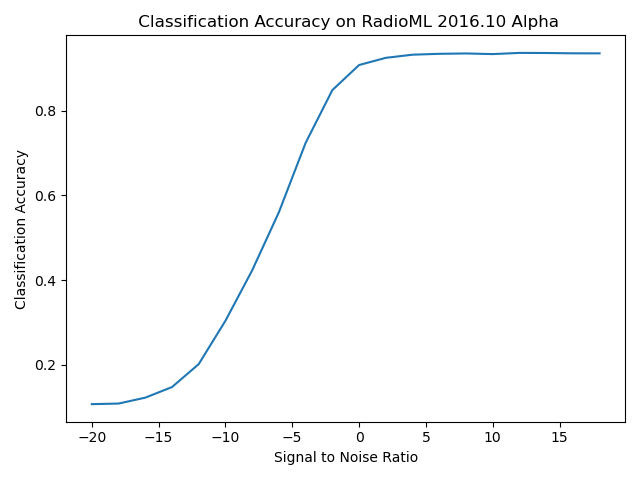 Classification Accuracy on RadioML 2016.10 Alpha
Classification Accuracy
0.8
0.6
0.4
0.2
−20 −15 −10 −5 0 5 10 15
Signal to Noise Ratio